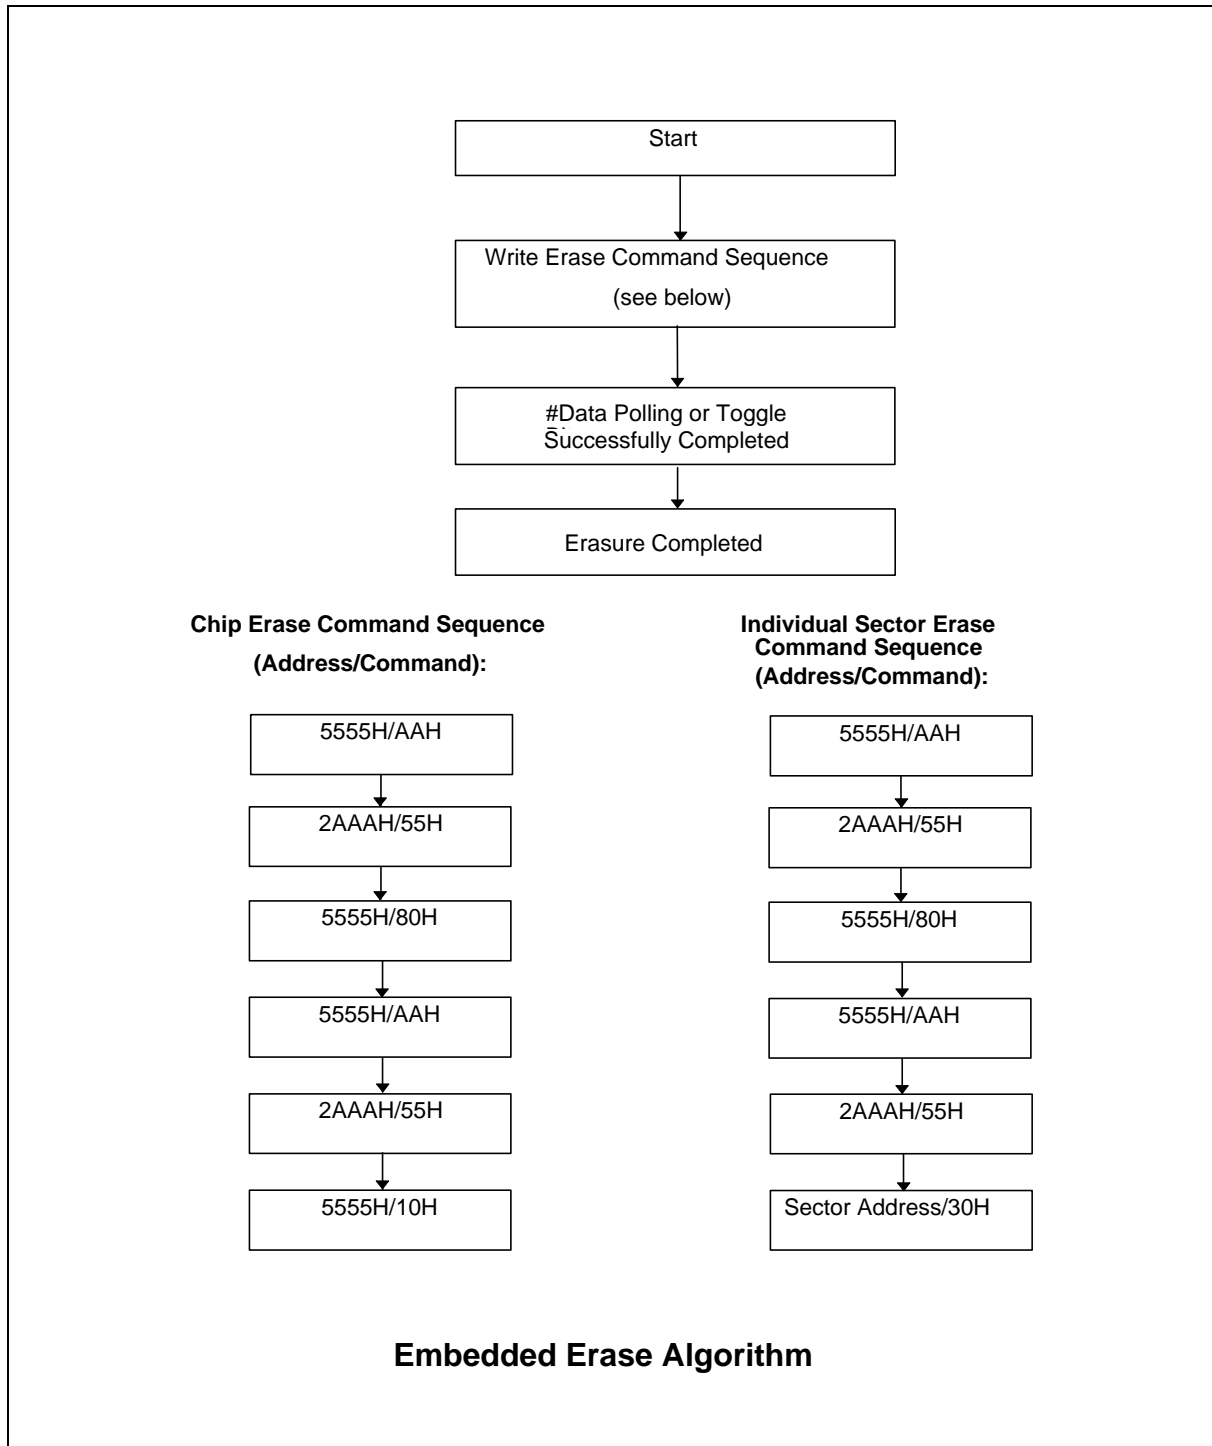 Start
Write Erase Command Sequence
(see below)
#Data Polling or Toggle
Successfully Completed
Erasure Completed
Chip Erase Command Sequence
(Address/Command):
5555H/AAH
2AAAH/55H
5555H/80H
5555H/AAH
2AAAH/55H
5555H/10H
Individual Sector Erase
Command Sequence
(Address/Command):
5555H/AAH
2AAAH/55H
5555H/80H
5555H/AAH
2AAAH/55H
Sector Address/30H
Embedded Erase Algorithm